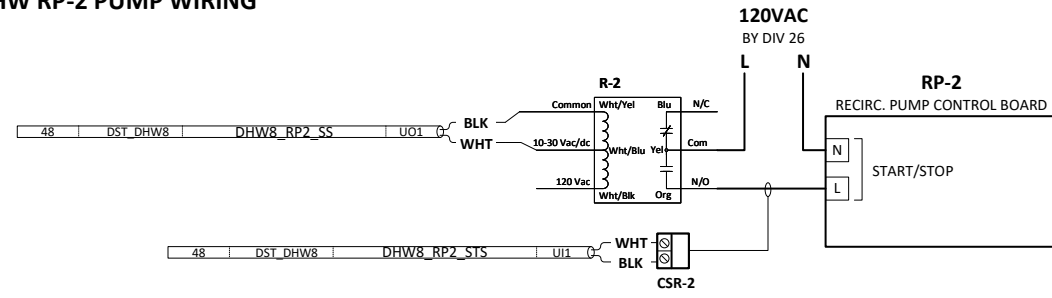 HW RP-2 PUMP WIRING
120VAC
BY DIV 26
L N
R-2
RP-2
RECIRC. PUMP CONTROL BOARD
Common Wht/Yel Blu N/C
BLK
48 DST_DHW8 DHW8_RP2_SS UO1
WHT
10-30 Vac/dc Wht/Blu Yel Com
N
START/STOP
120 Vac Wht/Blk Org N/O
L
WHT
48 DST_DHW8 DHW8_RP2_STS UI1
BLK
CSR-2